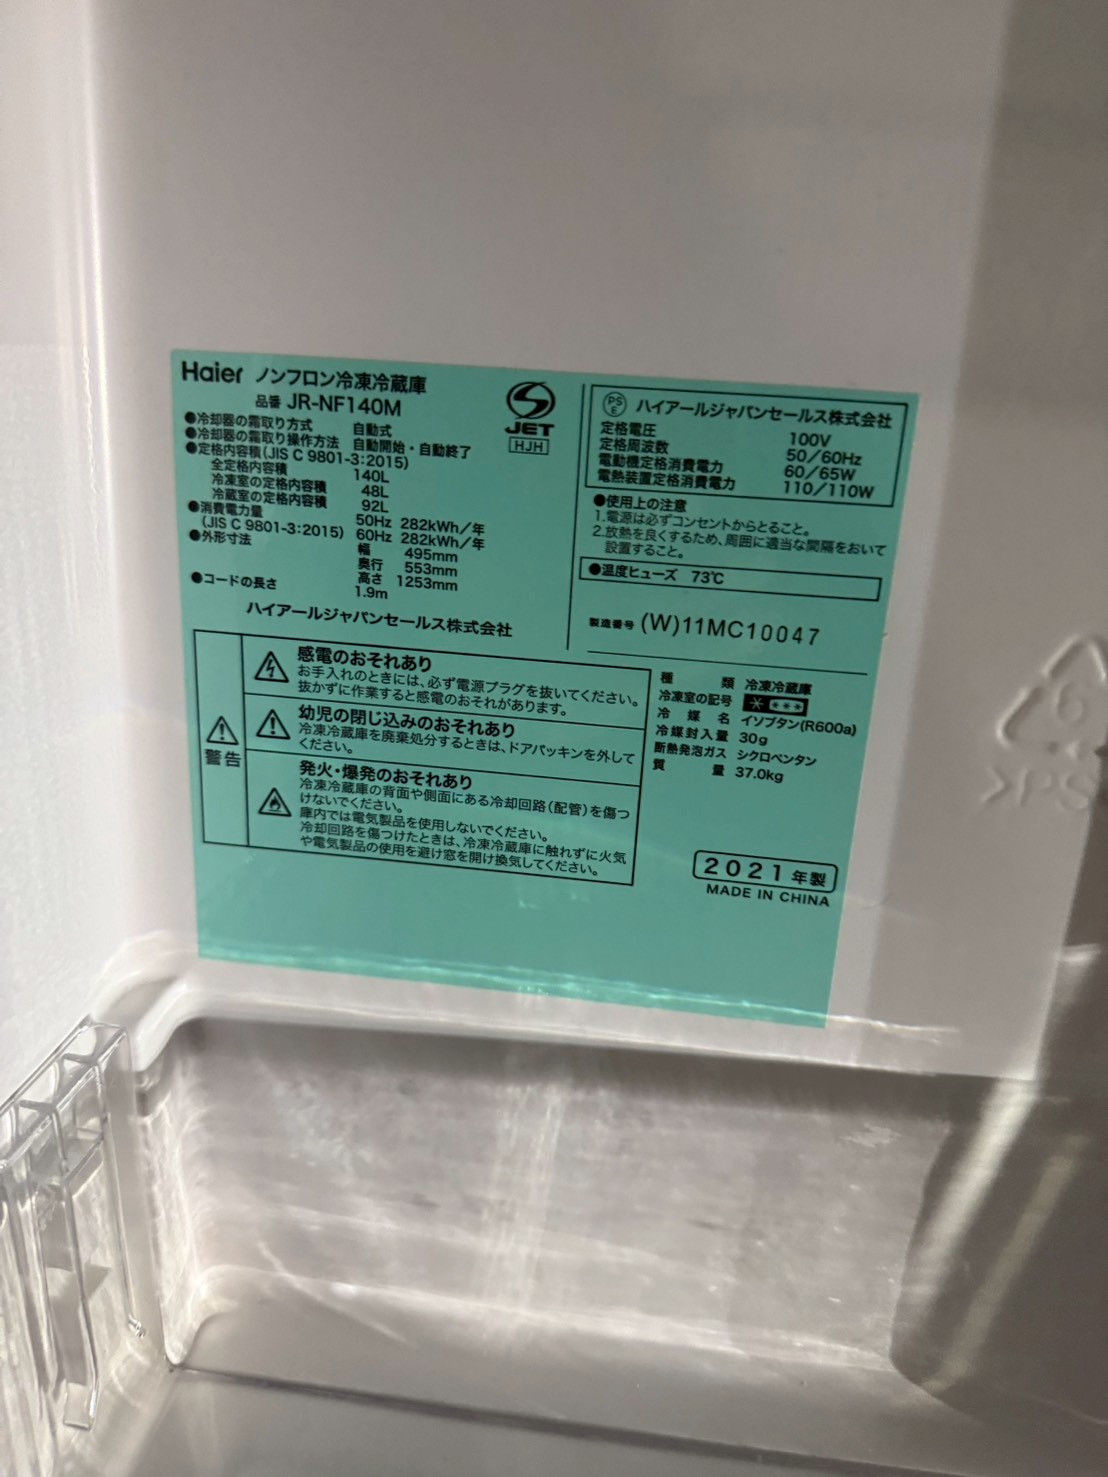 Haier ノンフロン冷凍冷蔵庫
品番 JR-NF140M
●冷却器の霜取り方式 自動式
●冷却器の霜取り操作方法 自動開始・自動終了
●定格内容積(JIS C 9801-3:2015)
全定格内容積 140L
冷凍室の定格内容積 48L
冷蔵室の定格内容積 92L
●消費電力量 50Hz 282kWh/年
(JIS C 9801-3:2015) 60Hz 282kWh/年
●外形寸法 幅 495mm
奥行 553mm
高さ 1253mm
●コードの長さ 1.9m
ハイアールジャパンセールス株式会社
JET
HJH
PSE ハイアールジャパンセールス株式会社
定格電圧 100V
定格周波数 50/60Hz
電動機定格消費電力 60/65W
電熱装置定格消費電力 110/110W
●使用上の注意
1.電源は必ずコンセントからとること。
2.放熱を良くするため、周囲に適当な間隔をおいて
設置すること。
●温度ヒューズ 73℃
製造番号 (W)11MC10047
警告
感電のおそれあり
お手入れのときには、必ず電源プラグを抜いてください。
抜かずに作業すると感電のおそれがあります。
幼児の閉じ込みのおそれあり
冷凍冷蔵庫を廃棄処分するときは、ドアパッキンを外して
ください。
発火・爆発のおそれあり
冷凍冷蔵庫の背面や側面にある冷却回路(配管)を傷つ
けないでください。
庫内では電気製品を使用しないでください。
冷却回路を傷つけたときは、冷凍冷蔵庫に触れずに火気
や電気製品の使用を避け窓を開け換気してください。
種類 冷凍冷蔵庫
冷凍室の記号 * ***
冷媒名 イソブタン(R600a)
冷媒封入量 30g
断熱発泡ガス シクロペンタン
質量 37.0kg
2021年製
MADE IN CHINA
6
>PS